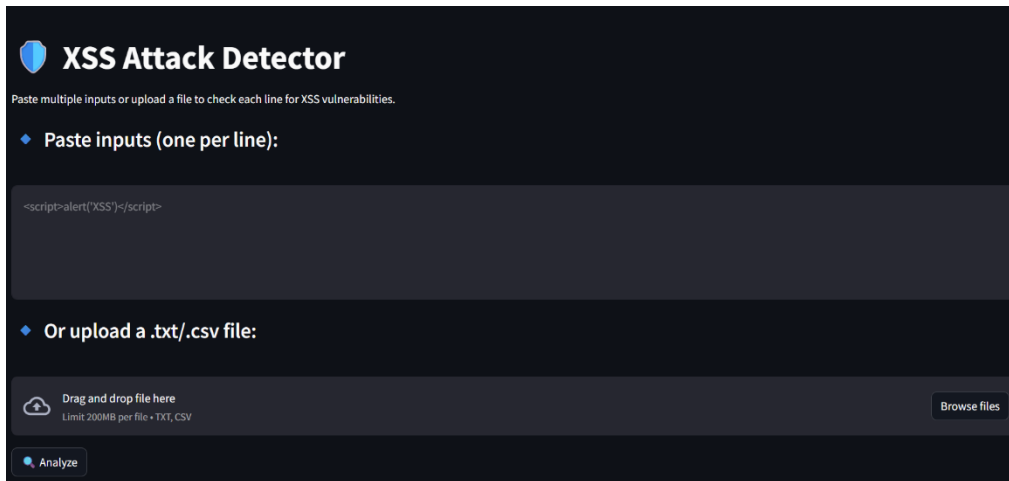 XSS Attack Detector
Paste multiple inputs or upload a file to check each line for XSS vulnerabilities.
Paste inputs (one per line):
<script>alert('XSS')</script>
Or upload a .txt/.csv file:
Drag and drop file here
Limit 200MB per file • TXT, CSV
Browse files
Analyze